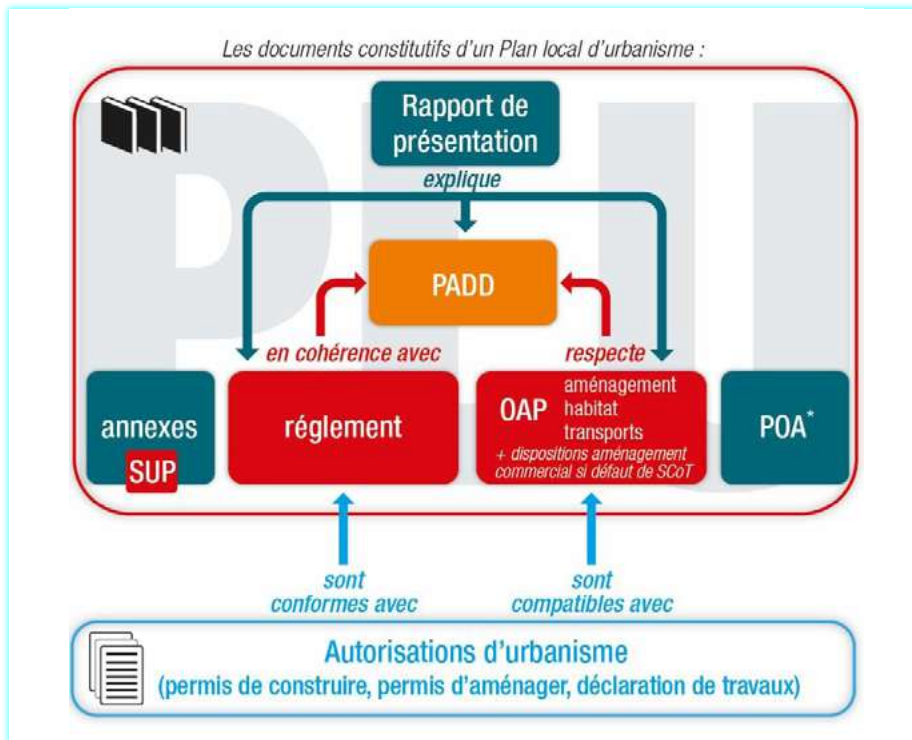 Les documents constitutifs d'un Plan local d'urbanisme :
PLU
Rapport de
présentation
explique
PADD
en cohérence avec
respecte
annexes
SUP
réglement
OAP
aménagement
habitat
transports
+ dispositions aménagement
commercial si défaut de SCoT
POA*
sont
conformes avec
sont
compatibles avec
Autorisations d'urbanisme
(permis de construire, permis d'aménager, déclaration de travaux)